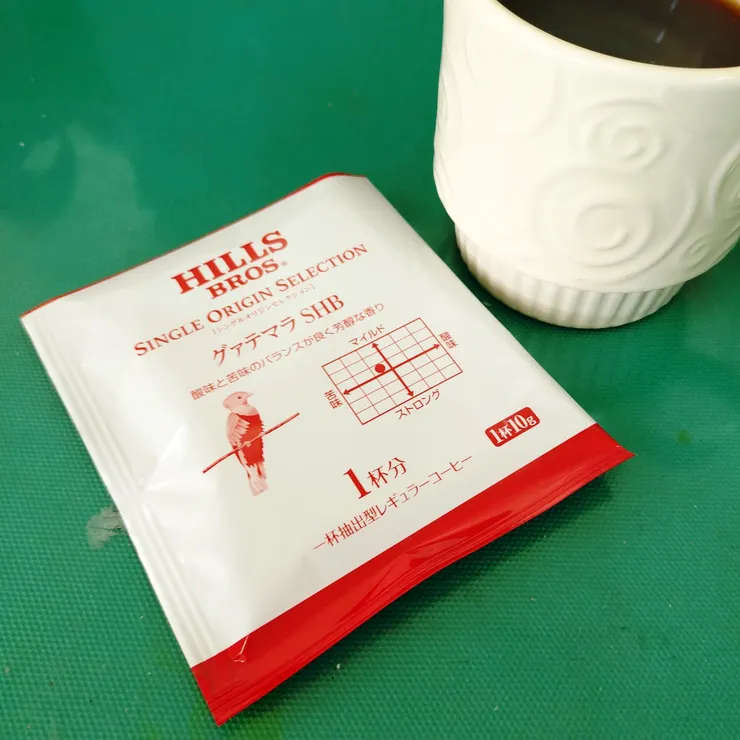 HILLS
BROS®
SINGLE ORIGIN SELECTION
[シングルオリジンセレクション]
グァテマラ SHB
酸味と苦味のバランスが良く芳醇な香り
マイルド
酸味
苦味
ストロング
1杯10g
1杯分
一杯抽出型レギュラーコーヒー